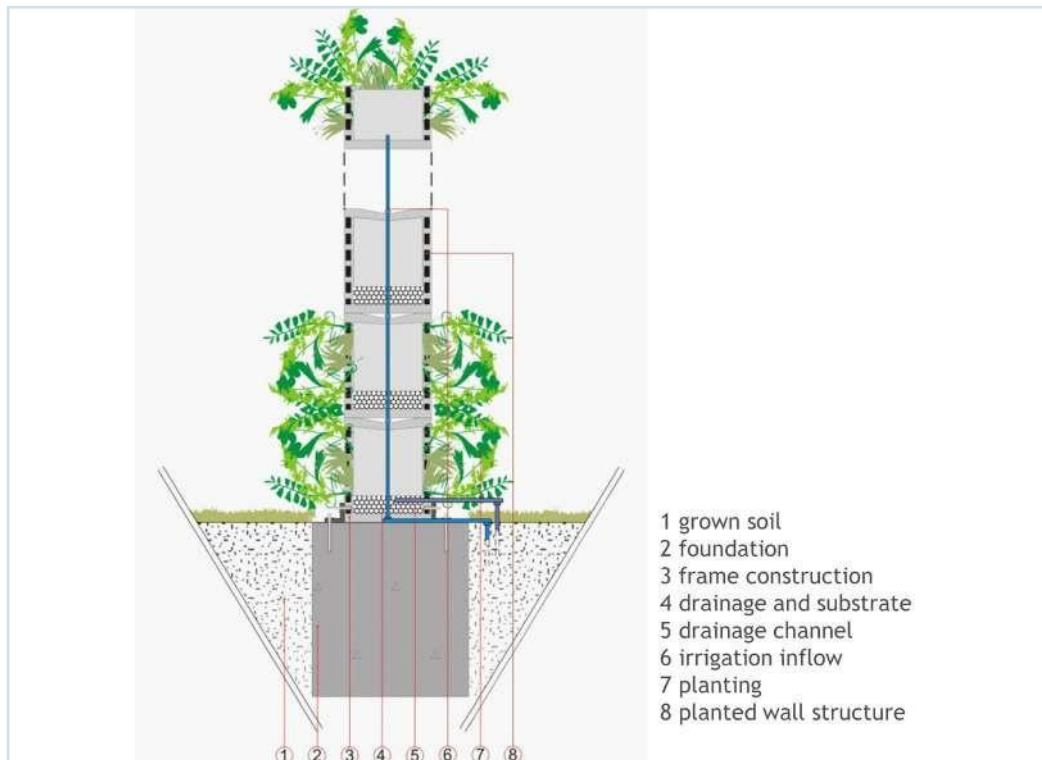 1 grown soil
2 foundation
3 frame construction
4 drainage and substrate
5 drainage channel
6 irrigation inflow
7 planting
8 planted wall structure
1 2 3 4 5 6 7 8